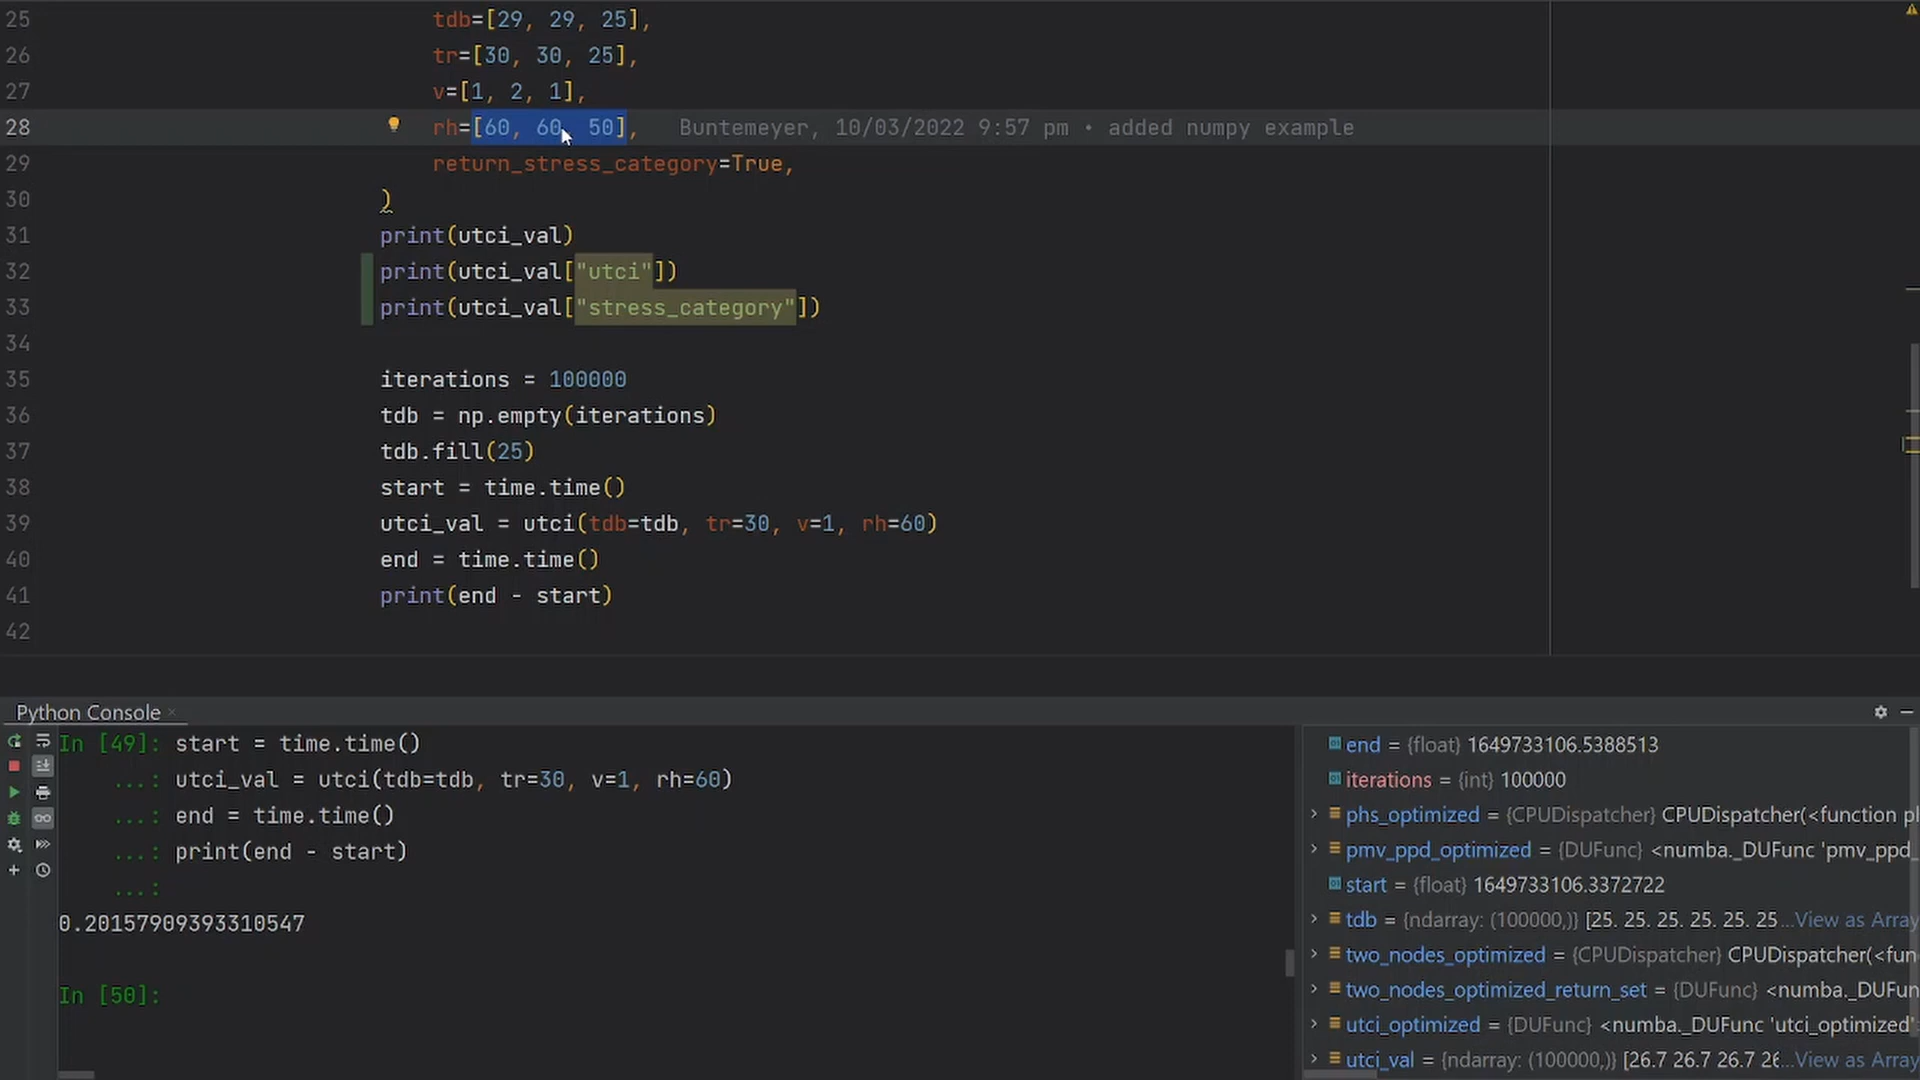 25 tdb=[29, 29, 25],
26 tr=[30, 30, 25],
27 v=[1, 2, 1],
28 rh=[60, 60, 50], Buntemeyer, 10/03/2022 9:57 pm • added numpy example
29 return_stress_category=True,
30 )
31 print(utci_val)
32 print(utci_val["utci"])
33 print(utci_val["stress_category"])
34
35 iterations = 100000
36 tdb = np.empty(iterations)
37 tdb.fill(25)
38 start = time.time()
39 utci_val = utci(tdb=tdb, tr=30, v=1, rh=60)
40 end = time.time()
41 print(end - start)
42
Python Console ×
In [49]: start = time.time()
...: utci_val = utci(tdb=tdb, tr=30, v=1, rh=60)
...: end = time.time()
...: print(end - start)
...:
0.20157909393310547
In [50]:
end = {float} 1649733106.5388513
iterations = {int} 100000
phs_optimized = {CPUDispatcher} CPUDispatcher(<function pl
pmv_ppd_optimized = {DUFunc} <numba._DUFunc 'pmv_ppd_
start = {float} 1649733106.3372722
tdb = {ndarray: (100000,)} [25. 25. 25. 25. 25. 25 ...View as Array
two_nodes_optimized = {CPUDispatcher} CPUDispatcher(<fun
two_nodes_optimized_return_set = {DUFunc} <numba._DUFun
utci_optimized = {DUFunc} <numba._DUFunc 'utci_optimized'
utci_val = {ndarray: (100000,)} [26.7 26.7 26.7 26...View as Array